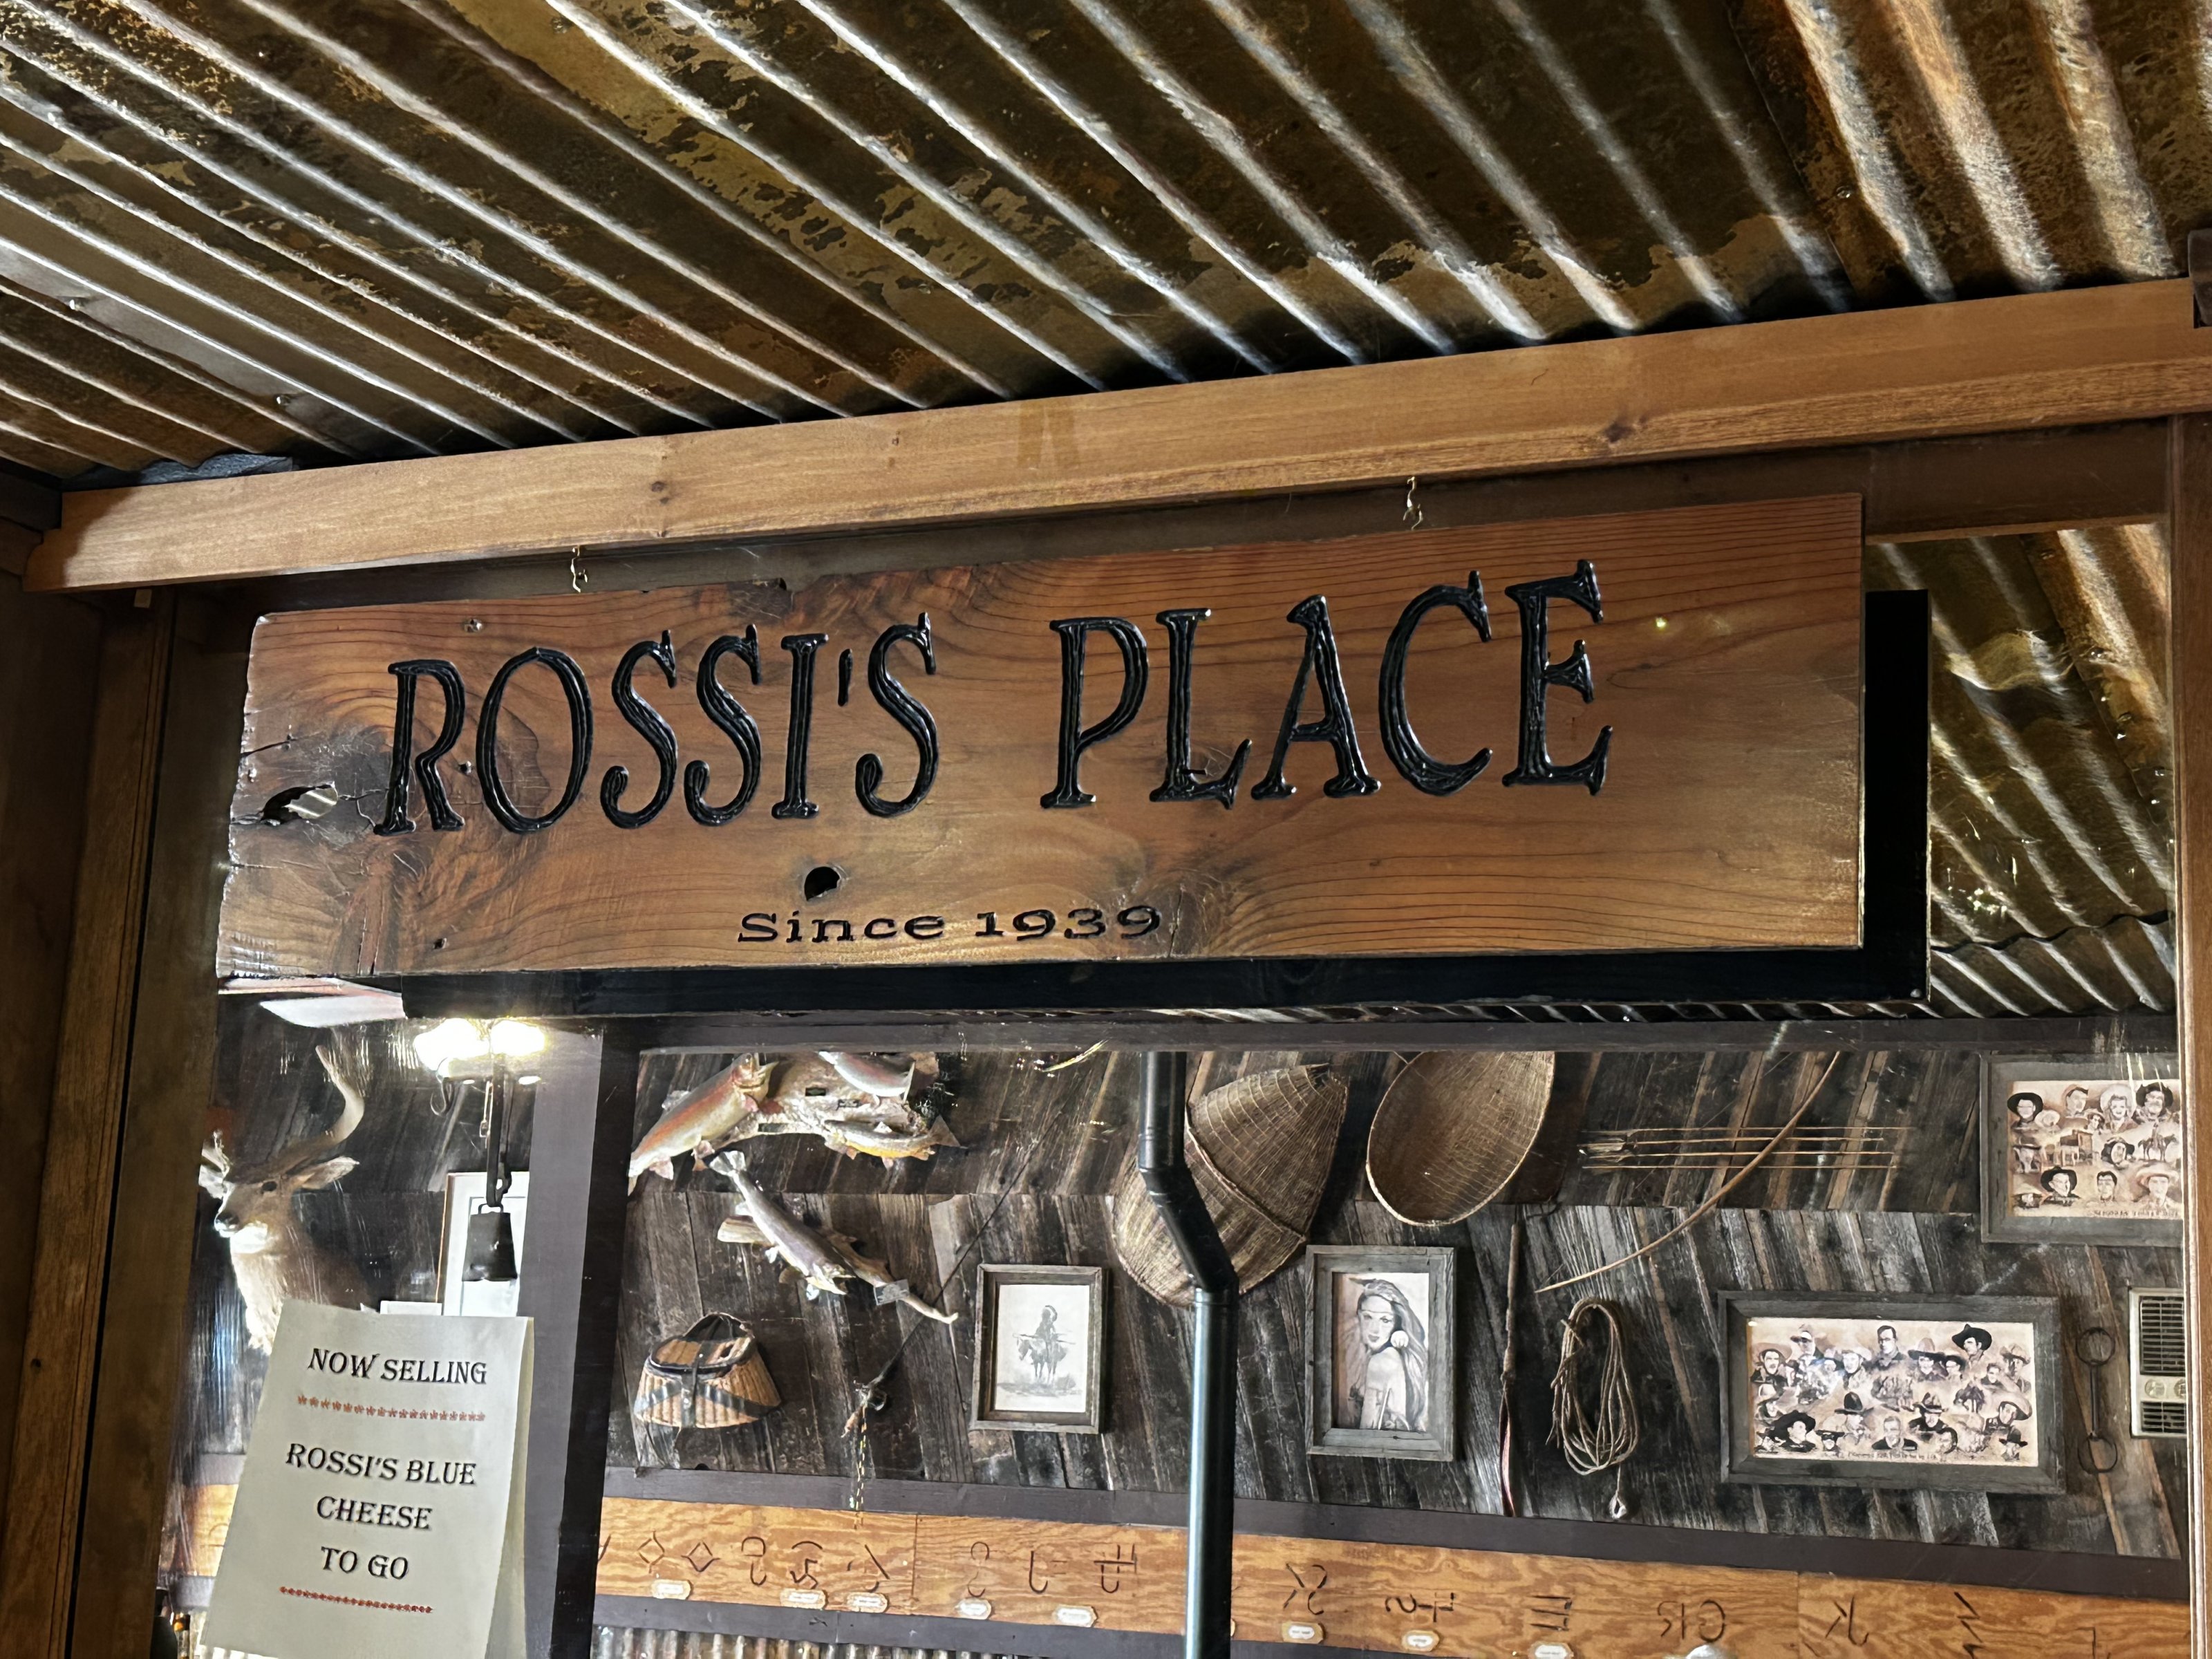 ROSSI'S PLACE
Since 1939
NOW SELLING
ROSSI'S BLUE
CHEESE
TO GO